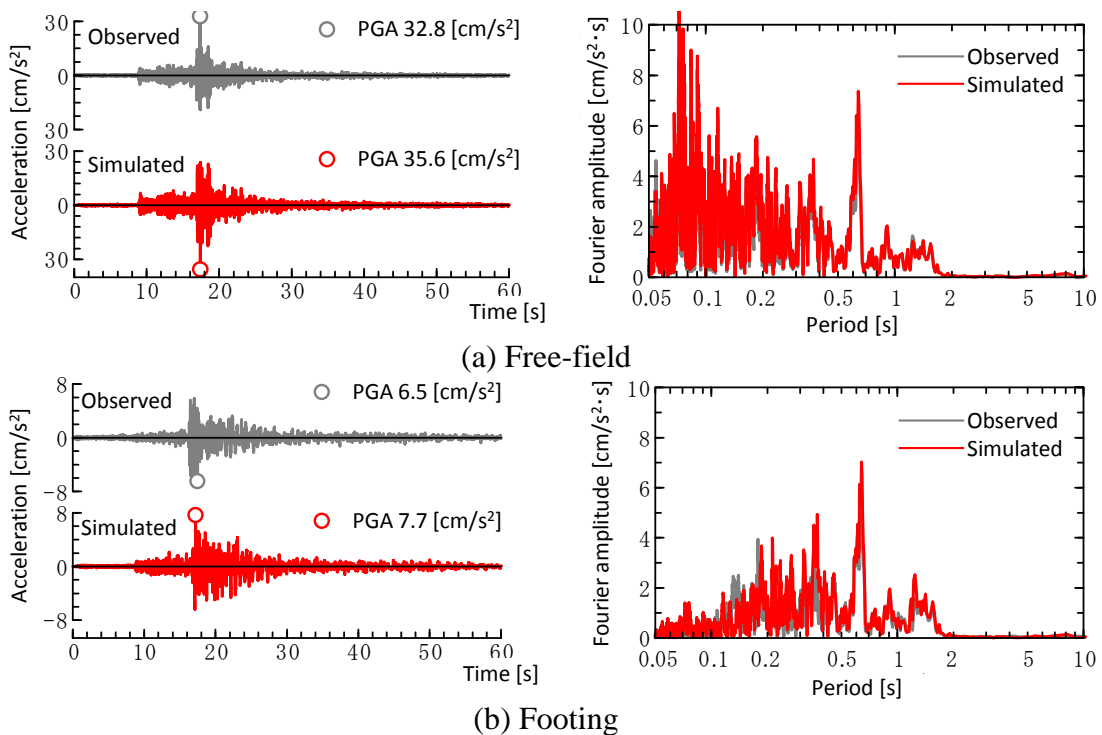 Acceleration [cm/s²]
30
Observed
PGA 32.8 [cm/s²]
0
30
30
Simulated
PGA 35.6 [cm/s²]
0
30
0 10 20 30 40 50 60
Time [s]
Fourier amplitude [cm/s²·s]
10
8
6
4
2
0
Observed
Simulated
0.05 0.1 0.2 0.5 1 2 5 10
Period [s]
(a) Free-field
Acceleration [cm/s²]
8
Observed
PGA 6.5 [cm/s²]
0
-8
8
Simulated
PGA 7.7 [cm/s²]
0
-8
0 10 20 30 40 50 60
Time [s]
Fourier amplitude [cm/s²·s]
10
8
6
4
2
0
Observed
Simulated
0.05 0.1 0.2 0.5 1 2 5 10
Period [s]
(b) Footing